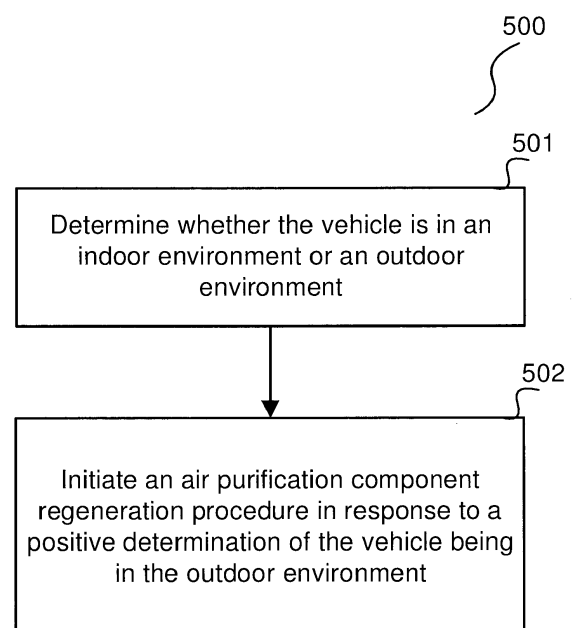 500
501
Determine whether the vehicle is in an
indoor environment or an outdoor
environment
502
Initiate an air purification component
regeneration procedure in response to a
positive determination of the vehicle being
in the outdoor environment